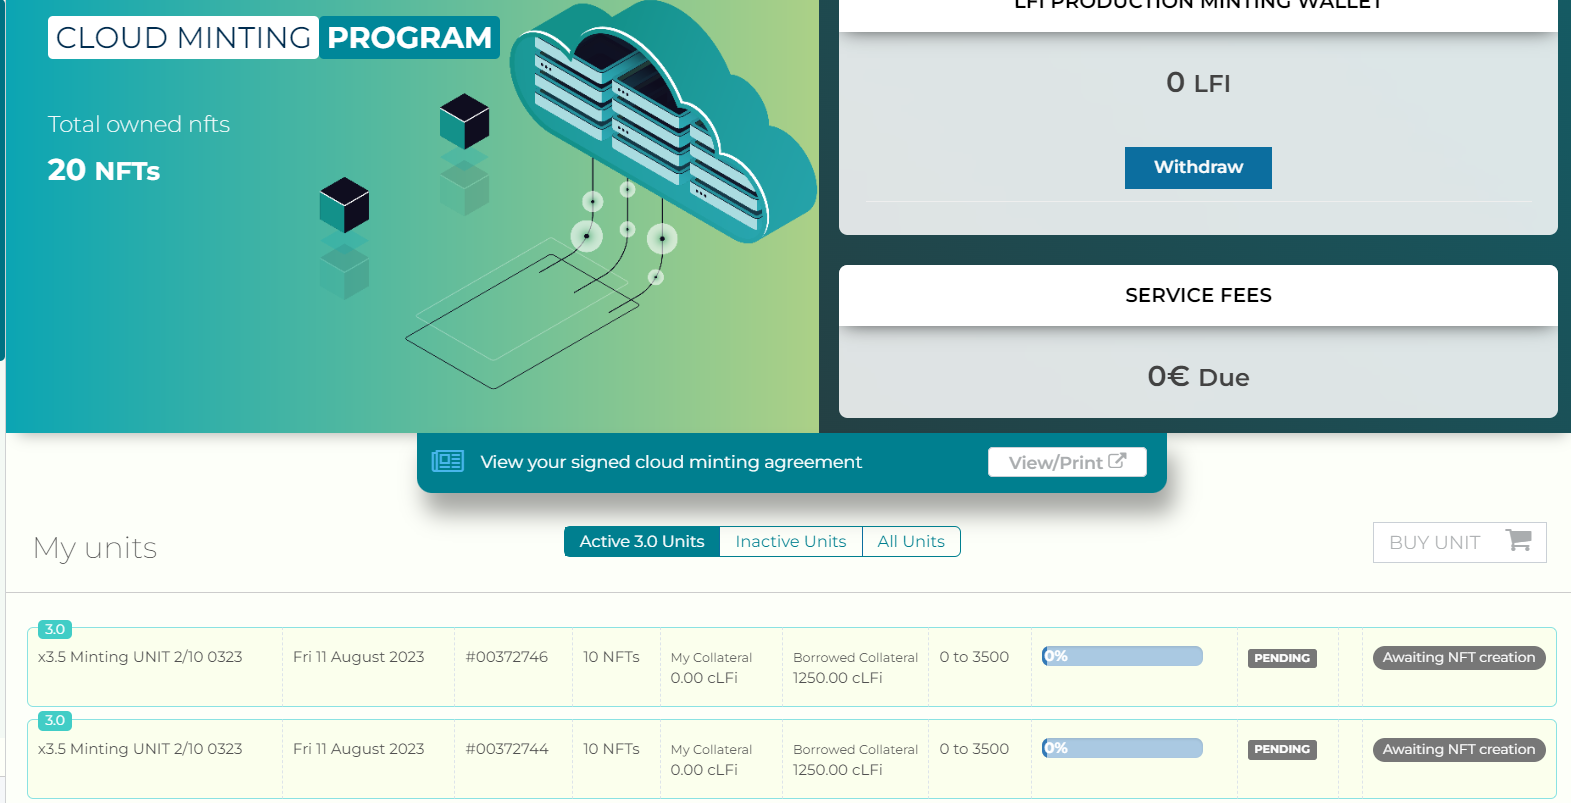 CLOUD MINTING PROGRAM
Total owned nfts
20 NFTs
LFI PRODUCTION MINTING WALLET
0 LFI
Withdraw
SERVICE FEES
0€ Due
View your signed cloud minting agreement
View/Print
My units
Active 3.0 Units
Inactive Units
All Units
BUY UNIT
3.0
x3.5 Minting UNIT 2/10 0323
Fri 11 August 2023
#00372746
10 NFTs
My Collateral
0.00 cLFi
Borrowed Collateral
1250.00 cLFi
0 to 3500
0%
PENDING
Awaiting NFT creation
3.0
x3.5 Minting UNIT 2/10 0323
Fri 11 August 2023
#00372744
10 NFTs
My Collateral
0.00 cLFi
Borrowed Collateral
1250.00 cLFi
0 to 3500
0%
PENDING
Awaiting NFT creation